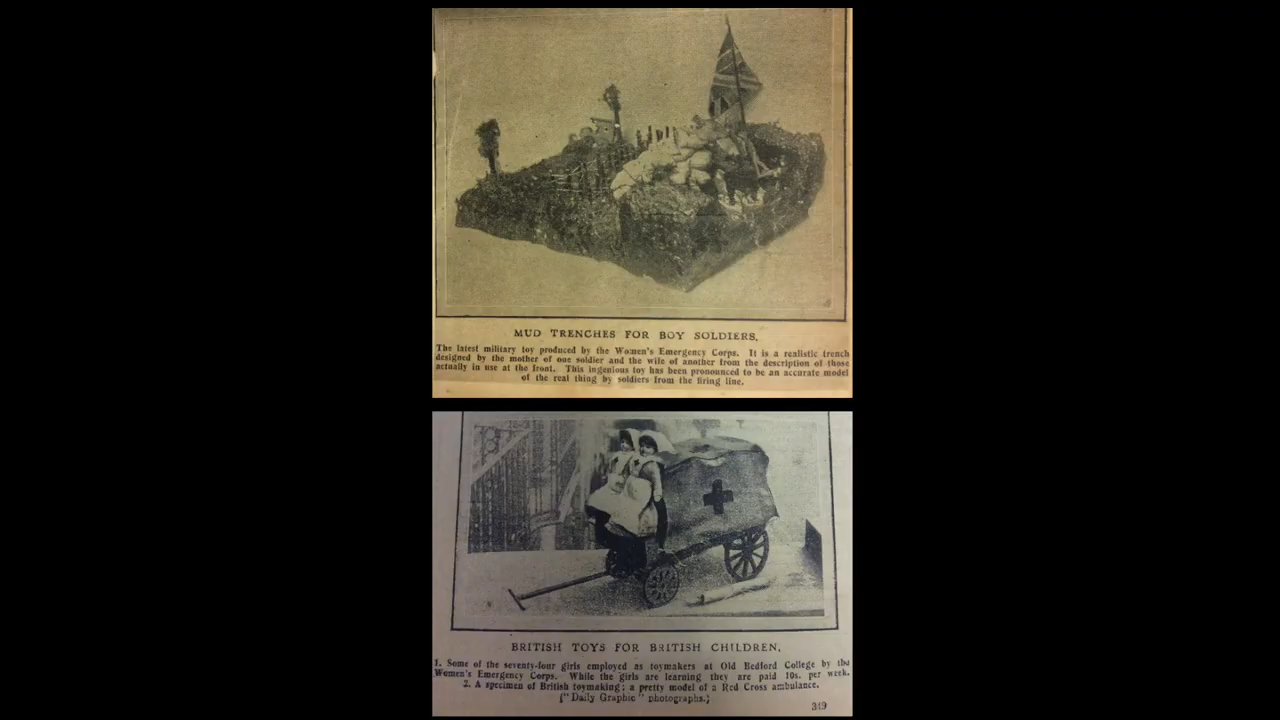 MUD TRENCHES FOR BOY SOLDIERS.
The latest military toy produced by the Women's Emergency Corps. It is a realistic trench
designed by the mother of one soldier and the wife of another from the description of those
actually in use at the front. This ingenious toy has been pronounced to be an accurate model
of the real thing by soldiers from the firing line.
BRITISH TOYS FOR BRITISH CHILDREN.
1. Some of the seventy-four girls employed as toymakers at Old Bedford College by the
Women's Emergency Corps. While the girls are learning they are paid 10s. per week.
2. A specimen of British toymaking; a pretty model of a Red Cross ambulance.
("Daily Graphic" photographs.)
349